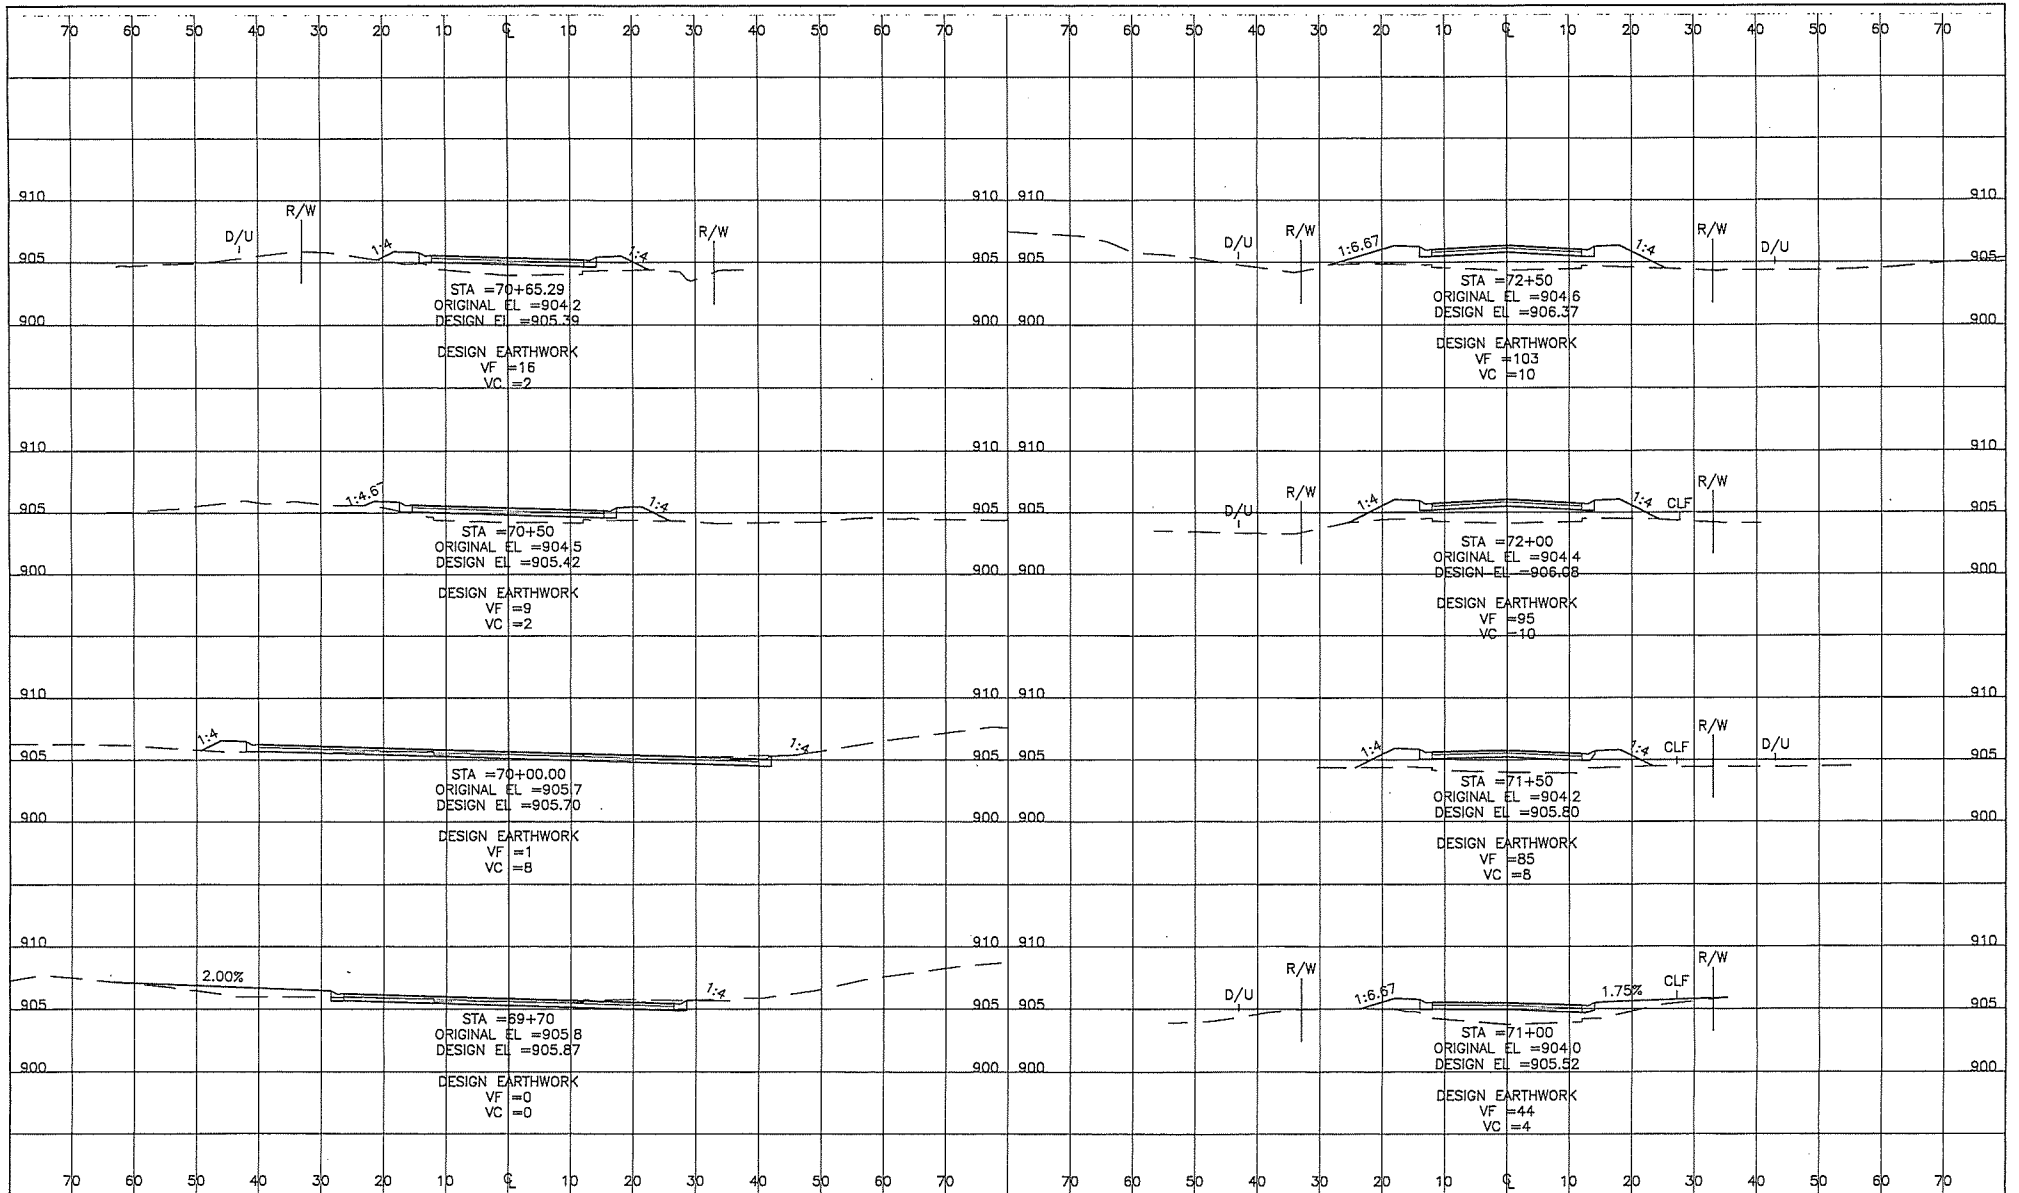 70 60 50 40 30 20 10 ℄ 10 20 30 40 50 60 70 70 60 50 40 30 20 10 ℄ 10 20 30 40 50 60 70
910 910
R/W
D/U
R/W
1:4
1:4
905 905
STA =70+65.29
ORIGINAL EL =904.2
DESIGN EL =905.39
900 900
DESIGN EARTHWORK
VF =16
VC =2
910 910
1:4.67
1:4
905 905
STA =70+50
ORIGINAL EL =904.5
DESIGN EL =905.42
900 900
DESIGN EARTHWORK
VF =9
VC =2
910 910
1:4
1:4
905 905
STA =70+00.00
ORIGINAL EL =905.7
DESIGN EL =905.70
900 900
DESIGN EARTHWORK
VF =1
VC =8
910 910
2.00%
1:4
905 905
STA =69+70
ORIGINAL EL =905.8
DESIGN EL =905.87
900 900
DESIGN EARTHWORK
VF =0
VC =0
910 910
D/U
R/W
1:6.67
1:4
R/W
D/U
905 905
STA =72+50
ORIGINAL EL =904.6
DESIGN EL =906.37
900 900
DESIGN EARTHWORK
VF =103
VC =10
910 910
D/U
R/W
1:4
1:4
CLF
R/W
905 905
STA =72+00
ORIGINAL EL =904.4
DESIGN EL =906.08
900 900
DESIGN EARTHWORK
VF =95
VC =10
910 910
1:4
1:4
CLF
R/W
D/U
905 905
STA =71+50
ORIGINAL EL =904.2
DESIGN EL =905.80
900 900
DESIGN EARTHWORK
VF =85
VC =8
910 910
D/U
R/W
1:6.67
1.75%
CLF
R/W
905 905
STA =71+00
ORIGINAL EL =904.0
DESIGN EL =905.52
900 900
DESIGN EARTHWORK
VF =44
VC =4
70 60 50 40 30 20 10 ℄ 10 20 30 40 50 60 70 70 60 50 40 30 20 10 ℄ 10 20 30 40 50 60 70